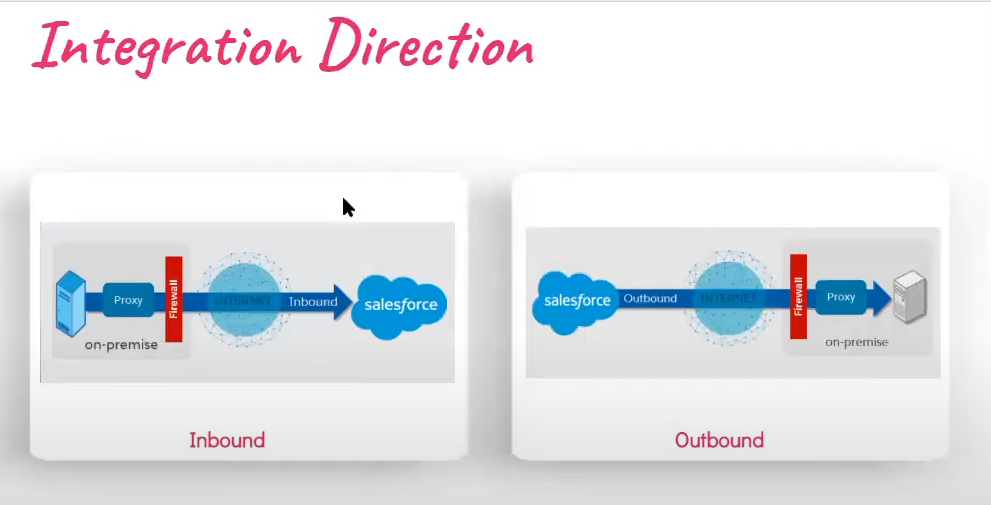 Integration Direction
Proxy
Firewall
INTERNET
Inbound
salesforce
on-premise
Inbound
salesforce
Outbound
INTERNET
Firewall
Proxy
on-premise
Outbound